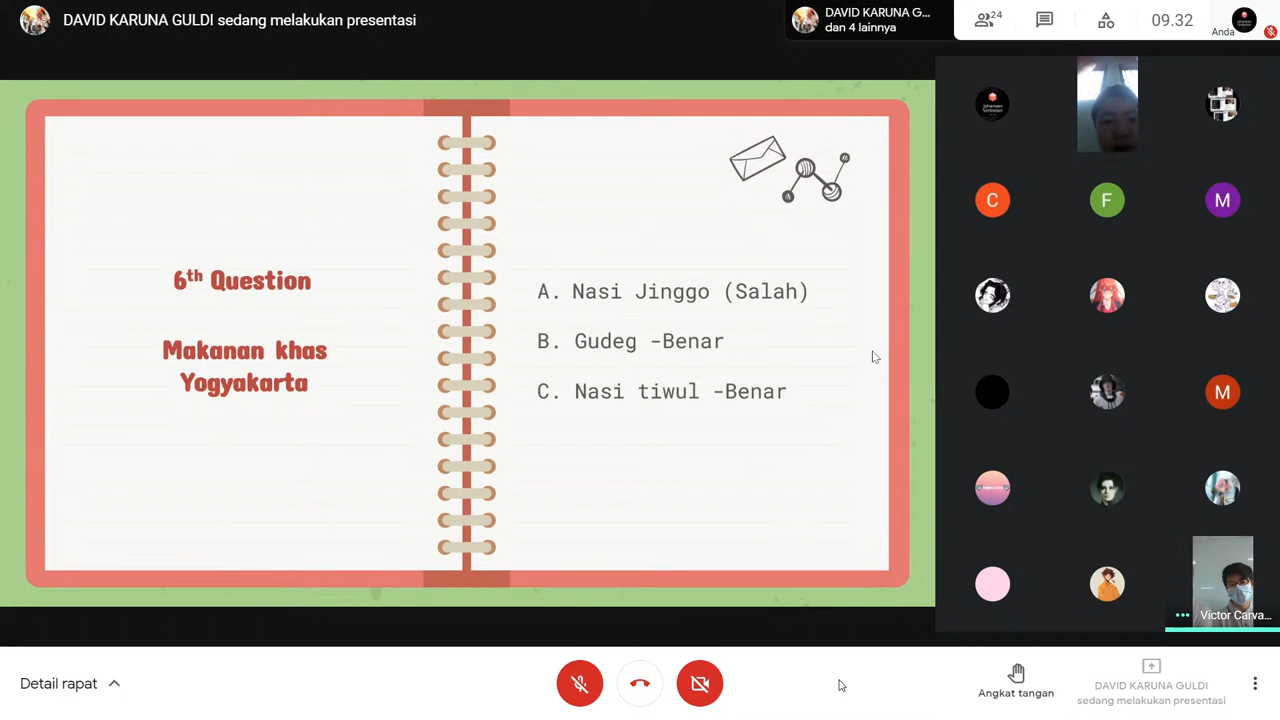 DAVID KARUNA GULDI sedang melakukan presentasi
DAVID KARUNA G...
dan 4 lainnya
24
09.32
Anda
6th Question
Makanan khas
Yogyakarta
A. Nasi Jinggo (Salah)
B. Gudeg -Benar
C. Nasi tiwul -Benar
C
F
M
M
Victor Carva...
Detail rapat
Angkat tangan
DAVID KARUNA GULDI
sedang melakukan presentasi